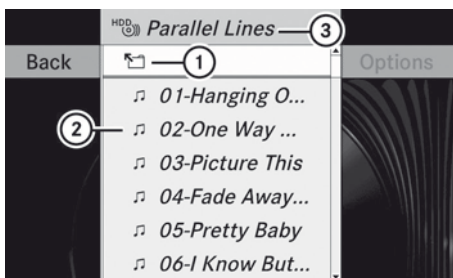 HDD Parallel Lines 3
Back 1 Options
01-Hanging O...
2 02-One Way ...
03-Picture This
04-Fade Away...
05-Pretty Baby
06-I Know But...